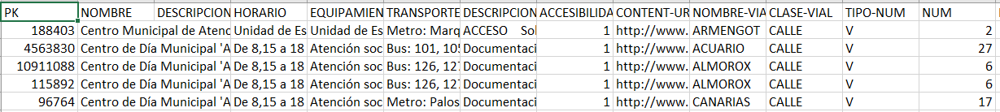 PK NOMBRE DESCRIPCION HORARIO EQUIPAMIEN TRANSPORTE DESCRIPCION ACCESIBILIDA CONTENT-UR NOMBRE-VIA CLASE-VIAL TIPO-NUM NUM
188403 Centro Municipal de Atenc Unidad de Es Unidad de Es Metro: Marq ACCESO Sol 1 http://www. ARMENGOT CALLE V 2
4563830 Centro de Día Municipal 'A De 8,15 a 18 Atención soc Bus: 101, 105 Documentaci 1 http://www. ACUARIO CALLE V 27
10911088 Centro de Día Municipal 'A De 8,15 a 18 Atención soc Bus: 126, 127 Documentaci 1 http://www. ALMOROX CALLE V 6
115892 Centro de Día Municipal 'A De 8,15 a 18 Atención soc Bus: 126, 127 Documentaci 1 http://www. ALMOROX CALLE V 6
96764 Centro de Día Municipal 'A De 8,15 a 18 Atención soc Metro: Palos Documentaci 1 http://www. CANARIAS CALLE V 17